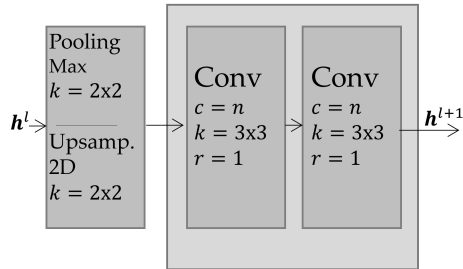 h^l
Pooling
Max
k = 2x2
Upsamp.
2D
k = 2x2
Conv
c = n
k = 3x3
r = 1
Conv
c = n
k = 3x3
r = 1
h^{l+1}